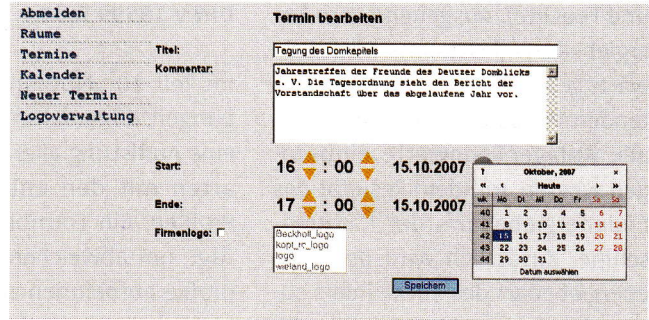 Abmelden
Räume
Termine
Kalender
Neuer Termin
Logoverwaltung
Termin bearbeiten
Titel: Tagung des Domkapitels
Kommentar: Jahrestreffen der Freunde des Deutzer Domblicks
e. V. Die Tagesordnung sieht den Bericht der
Vorstandschaft über das abgelaufene Jahr vor.
Start: 16 : 00 15.10.2007
Ende: 17 : 00 15.10.2007
Firmenlogo:
Beckhoff_logo
logo
wieland_logo
Speichern
? Oktober, 2007 ×
« ‹ Heute › »
wk Mo Di Mi Do Fr Sa So
40 1 2 3 4 5 6 7
41 8 9 10 11 12 13 14
42 15 16 17 18 19 20 21
43 22 23 24 25 26 27 28
44 29 30 31
Datum auswählen